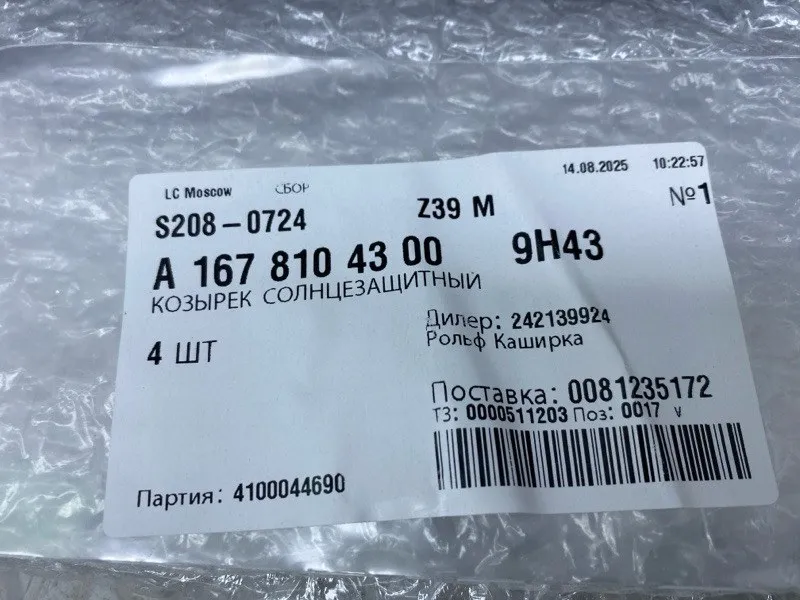 LC Moscow СБОР 14.08.2025 10:22:57
S208-0724 Z39 M №1
A 167 810 43 00 9H43
КОЗЫРЕК СОЛНЦЕЗАЩИТНЫЙ
Дилер: 242139924
Рольф Каширка
4 ШТ
Поставка: 0081235172
ТЗ: 0000511203 Поз: 0017 v
Партия: 4100044690